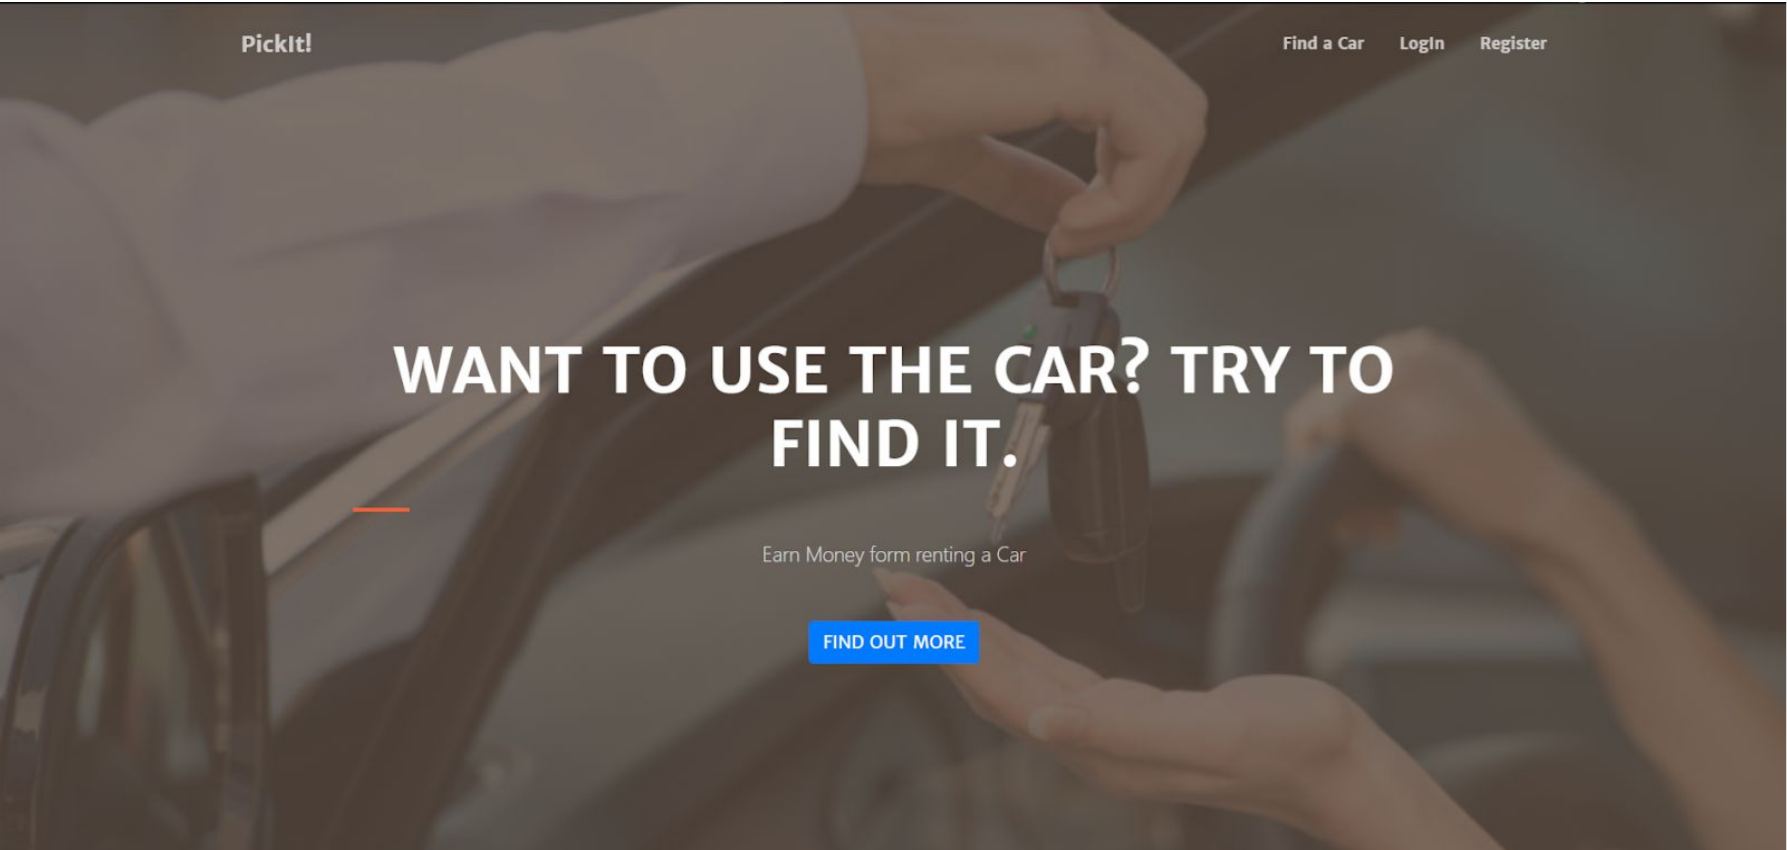 PickIt!
Find a Car
LogIn
Register
WANT TO USE THE CAR? TRY TO
FIND IT.
Earn Money form renting a Car
FIND OUT MORE